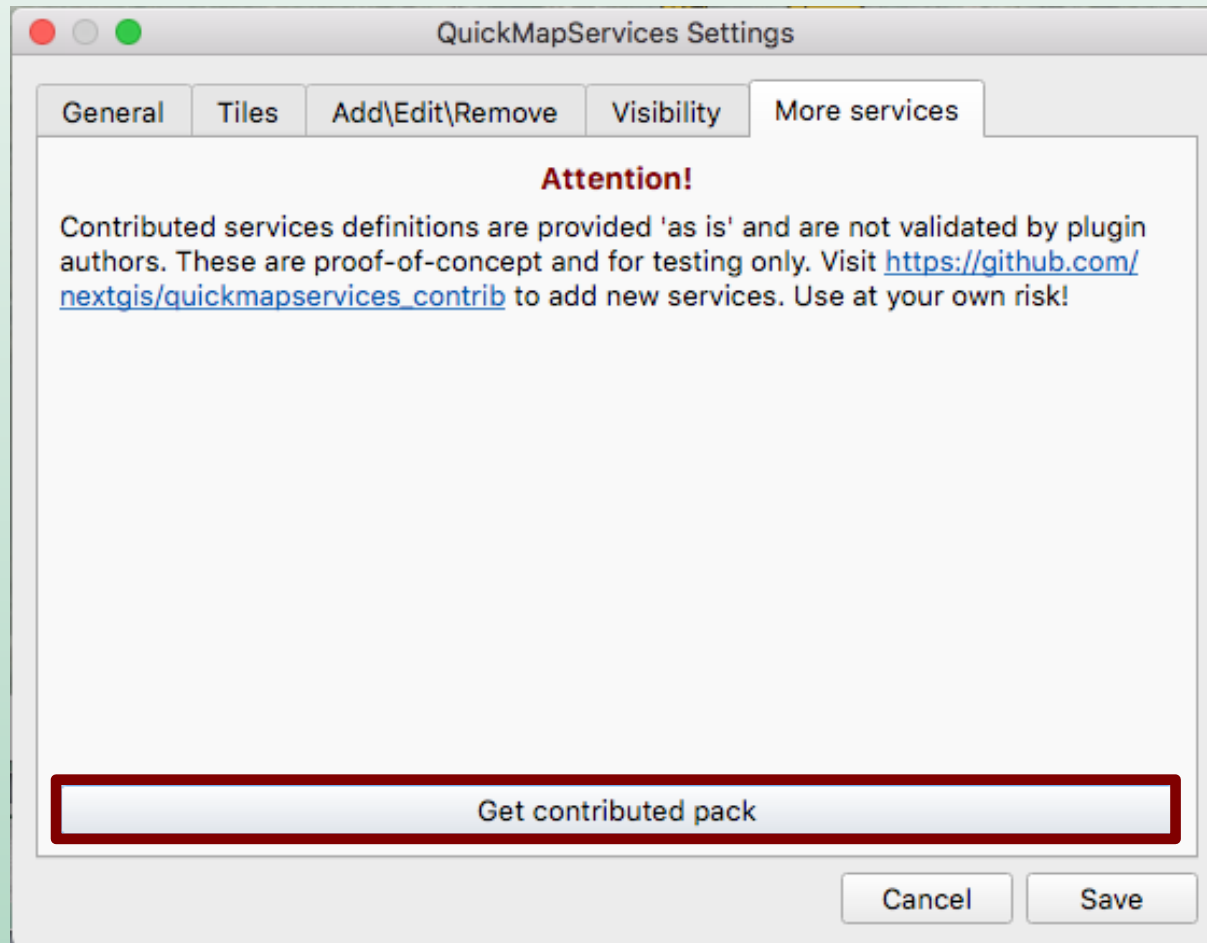 QuickMapServices Settings
General Tiles Add\Edit\Remove Visibility More services
Attention!
Contributed services definitions are provided 'as is' and are not validated by plugin
authors. These are proof-of-concept and for testing only. Visit https://github.com/
nextgis/quickmapservices_contrib to add new services. Use at your own risk!
Get contributed pack
Cancel Save